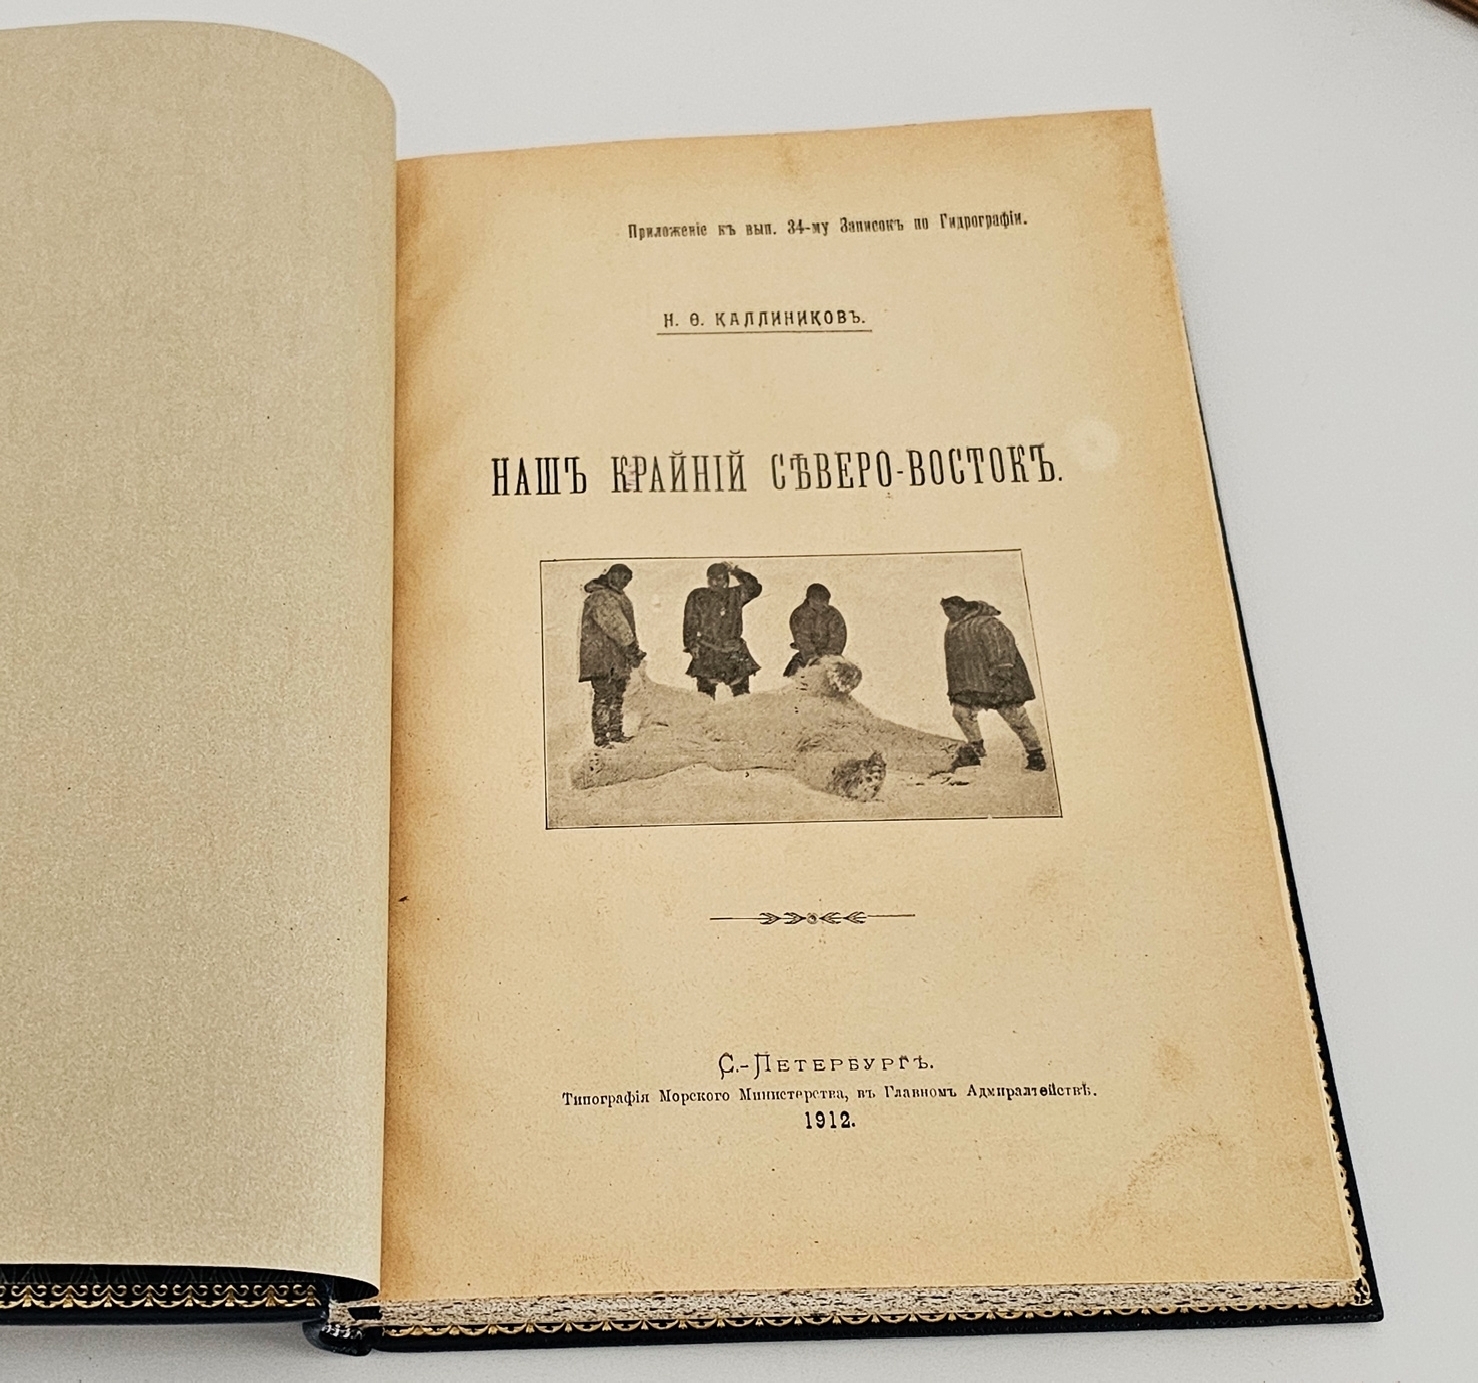 Приложеніе къ вып. 34-му Записокъ по Гидрографіи.
Н. Ѳ. КАЛЛИНИКОВЪ.
НАШЪ КРАЙНІЙ СѢВЕРО-ВОСТОКЪ.
С.-ПЕТЕРБУРГЪ.
Типографія Морского Министерства, въ Главномъ Адмиралтействѣ.
1912.